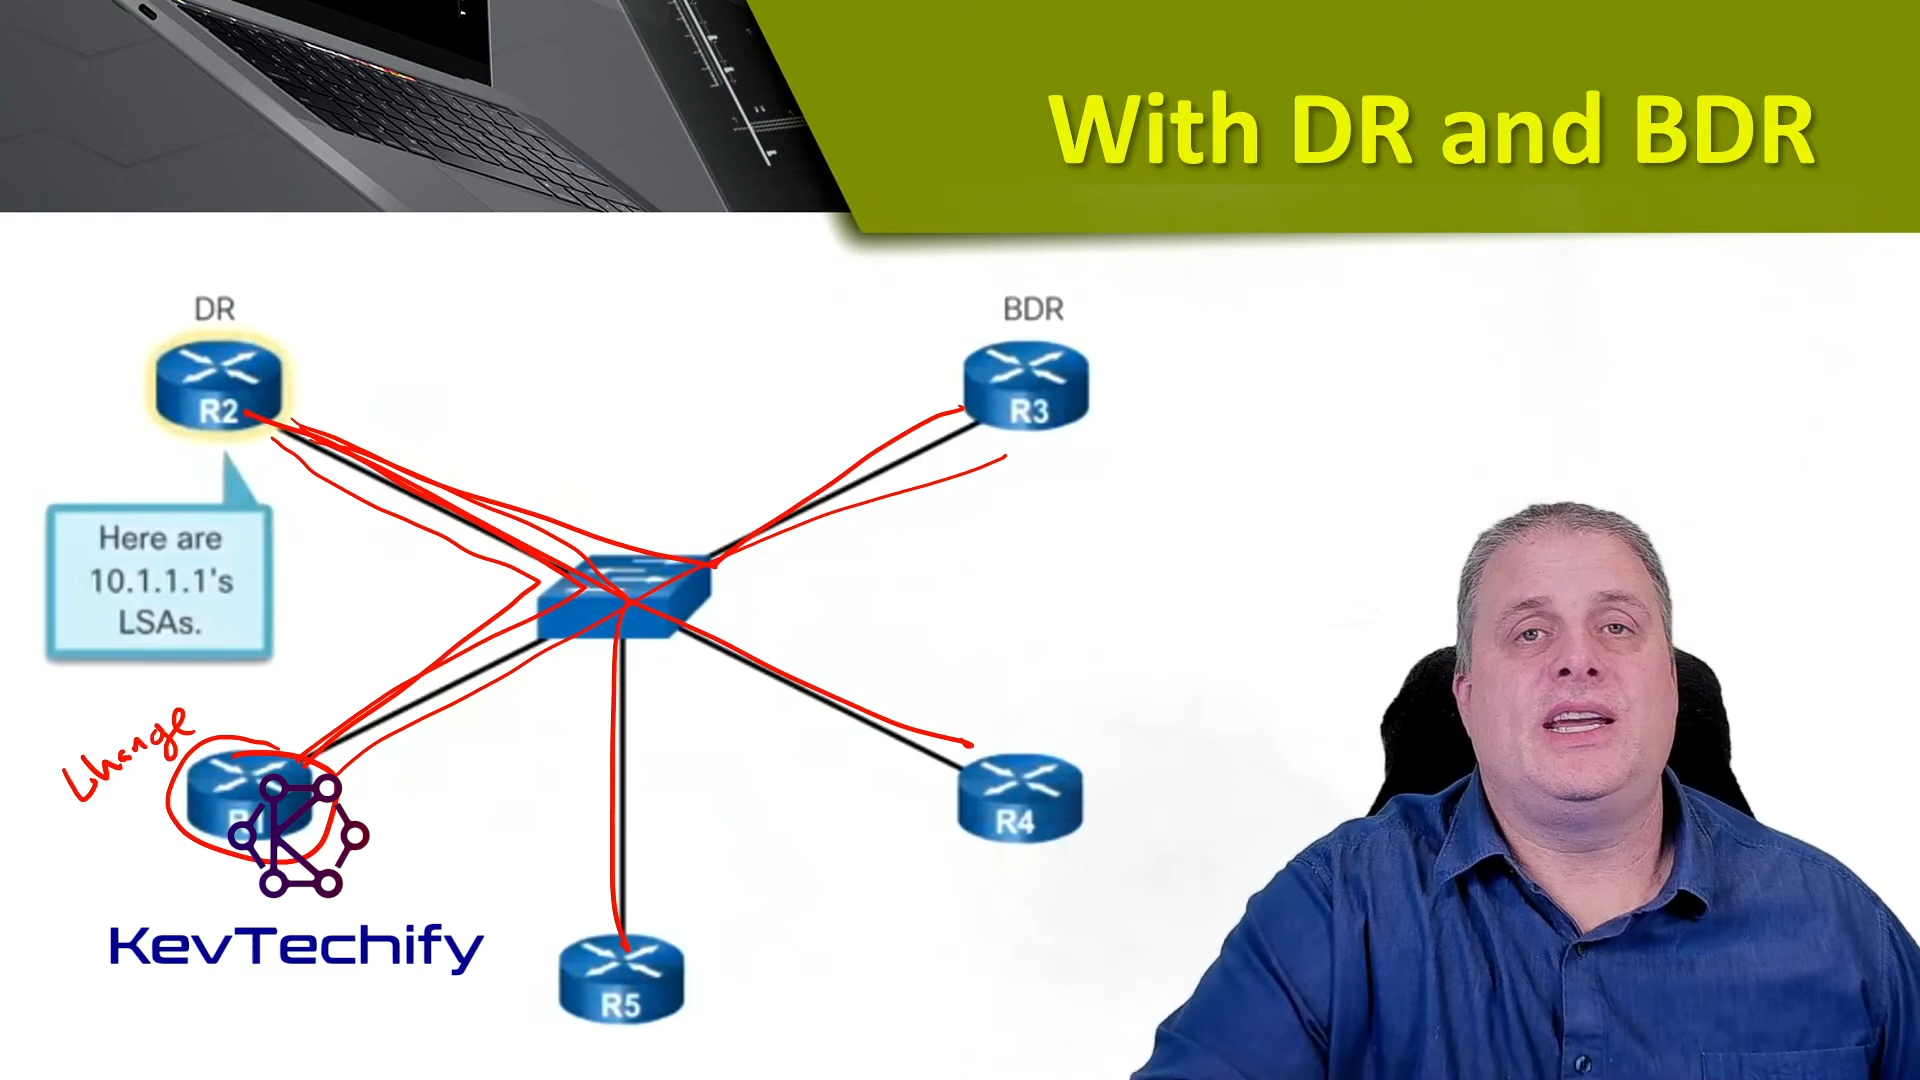 With DR and BDR
DR
BDR
R2
R3
Here are
10.1.1.1's
LSAs.
Change
R4
KevTechify
R5